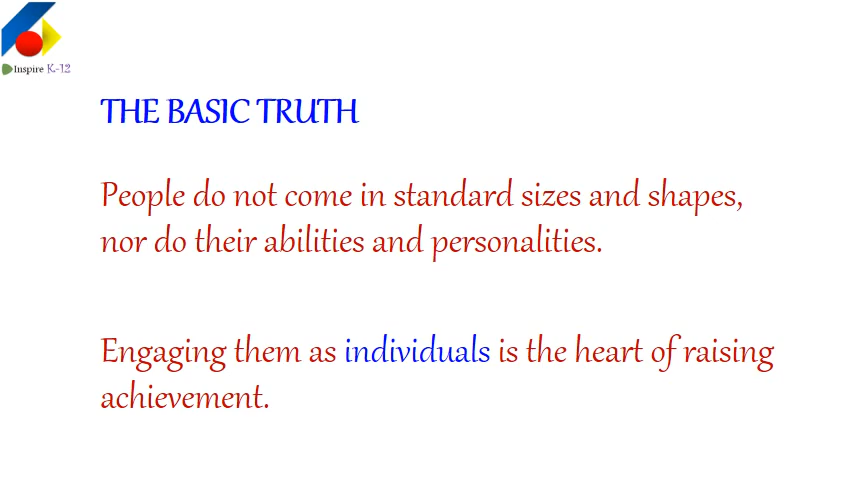 Inspire K-12
THE BASIC TRUTH
People do not come in standard sizes and shapes,
nor do their abilities and personalities.
Engaging them as individuals is the heart of raising
achievement.